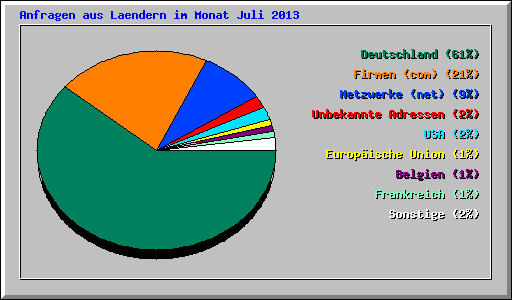 Anfragen aus Laendern im Monat Juli 2013
Deutschland (61%)
Firmen (com) (21%)
Netzwerke (net) (9%)
Unbekannte Adressen (2%)
USA (2%)
Europäische Union (1%)
Belgien (1%)
Frankreich (1%)
Sonstige (2%)